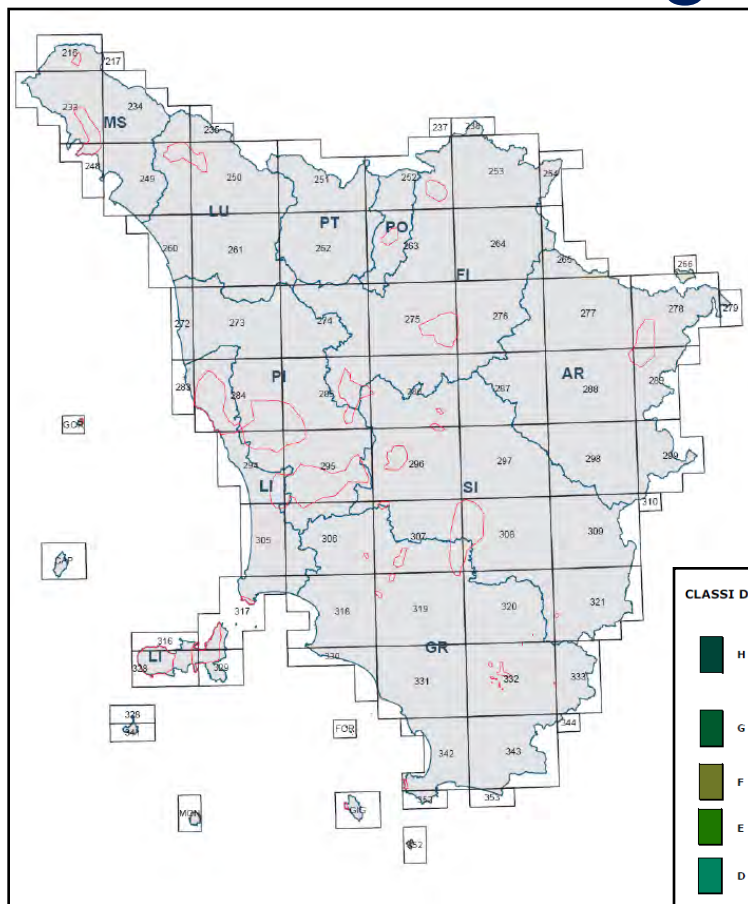 216 217
233 234
MS
235
237 238
248 249 250 251 252 253 254
LU PT PO
260 261 262 263 264 265 266
FI
272 273 274 275 276 277 278 279
PI AR
283 284 285 287 288 289
GOR
294 295 296 297 298 299
LI SI
310
305 306 307 308 309
CAP
CLASSI D
317 318 319 320 321
316
LI GR
328 329 330 331 332 333
H
328
341
FOR
344
342 343
G
MON GIG
353
F
352
E
D